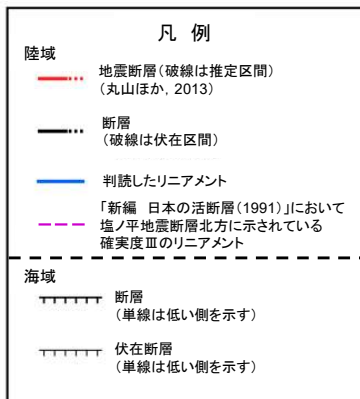 凡 例
陸域
地震断層(破線は推定区間)
(丸山ほか, 2013)
断層
(破線は伏在区間)
判読したリニアメント
「新編 日本の活断層(1991)」において
塩ノ平地震断層北方に示されている
確実度Ⅲのリニアメント
海域
断層
(単線は低い側を示す)
伏在断層
(単線は低い側を示す)